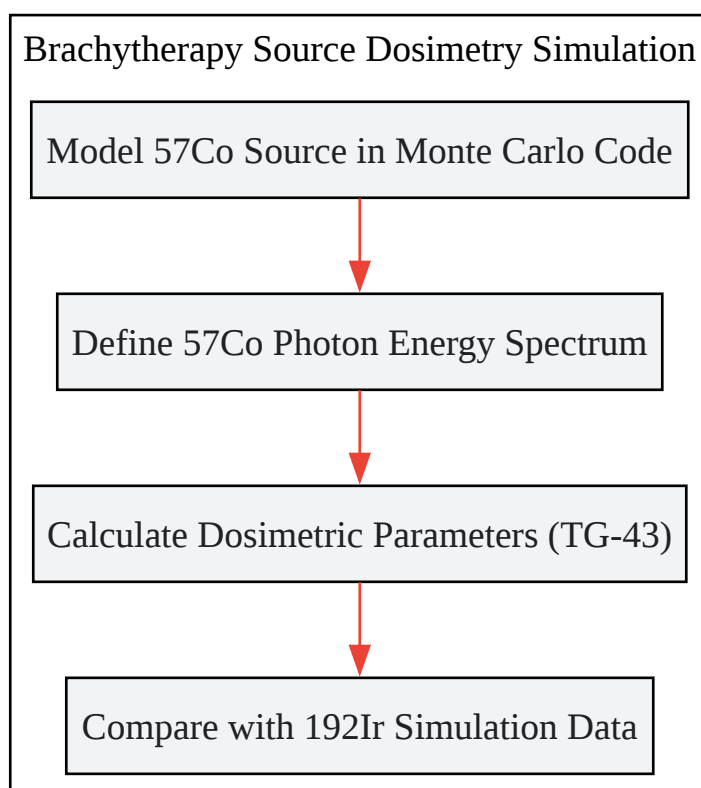 Brachytherapy Source Dosimetry Simulation
Model 57Co Source in Monte Carlo Code
Define 57Co Photon Energy Spectrum
Calculate Dosimetric Parameters (TG-43)
Compare with 192Ir Simulation Data